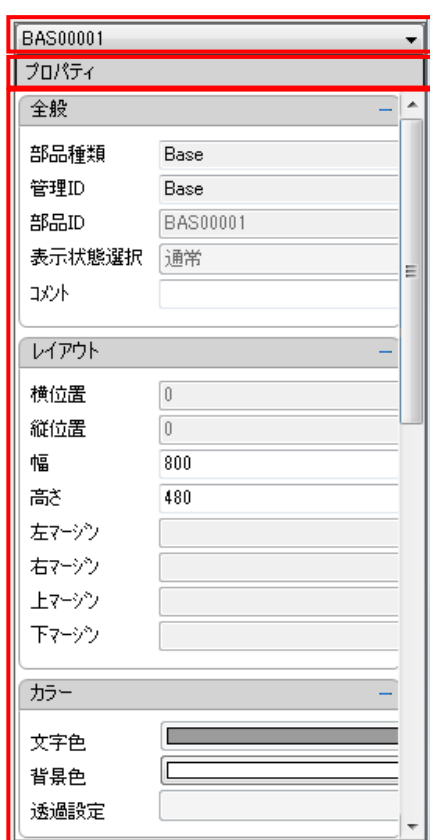 BAS00001
プロパティ
全般
部品種類 Base
管理ID Base
部品ID BAS00001
表示状態選択 通常
コメント
レイアウト
横位置 0
縦位置 0
幅 800
高さ 480
左マージン
右マージン
上マージン
下マージン
カラー
文字色
背景色
透過設定